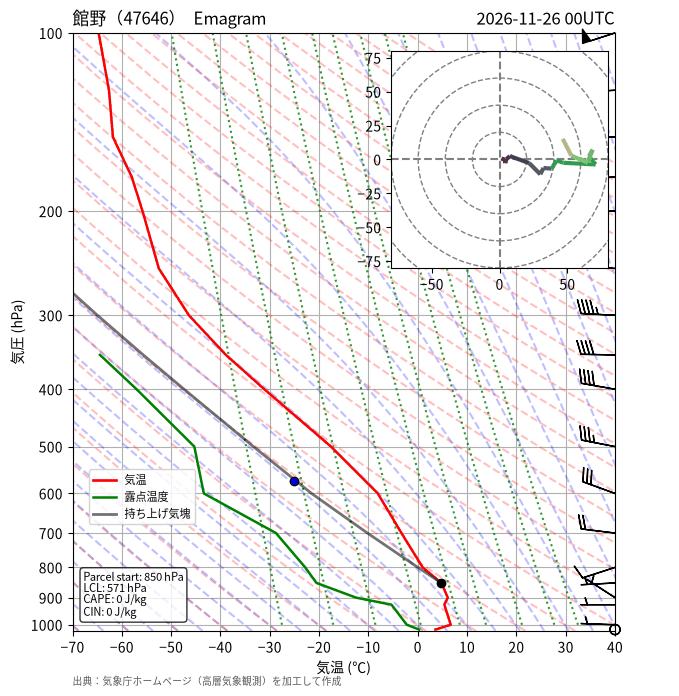 館野（47646） Emagram 2026-11-26 00UTC
100
200
300
400
500
600
700
800
900
1000
気圧 (hPa)
75
50
25
0
−25
−50
−75
−50 0 50
気温
露点温度
持ち上げ気塊
Parcel start: 850 hPa
LCL: 571 hPa
CAPE: 0 J/kg
CIN: 0 J/kg
−70 −60 −50 −40 −30 −20 −10 0 10 20 30 40
気温 (℃)
出典：気象庁ホームページ（高層気象観測）を加工して作成